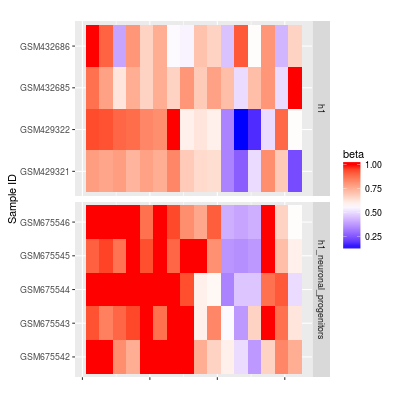 GSM432686
GSM432685
GSM429322
GSM429321
h1
GSM675546
GSM675545
GSM675544
GSM675543
GSM675542
h1_neuronal_progenitors
Sample ID
beta
1.00
0.75
0.50
0.25